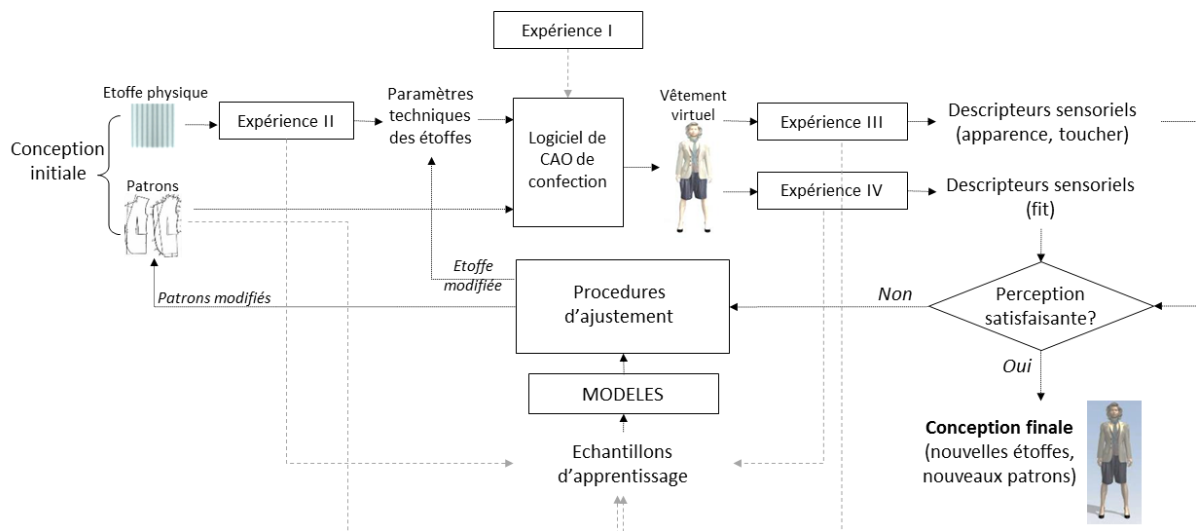 Expérience I
Etoffe physique
Expérience II
Paramètres
techniques
des étoffes
Logiciel de
CAO de
confection
Vêtement
virtuel
Expérience III
Descripteurs sensoriels
(apparence, toucher)
Conception
initiale
Patrons
Expérience IV
Descripteurs sensoriels
(fit)
Etoffe
modifiée
Patrons modifiés
Procedures
d'ajustement
Non
Perception
satisfaisante?
Oui
MODELES
Echantillons
d'apprentissage
Conception finale
(nouvelles étoffes,
nouveaux patrons)